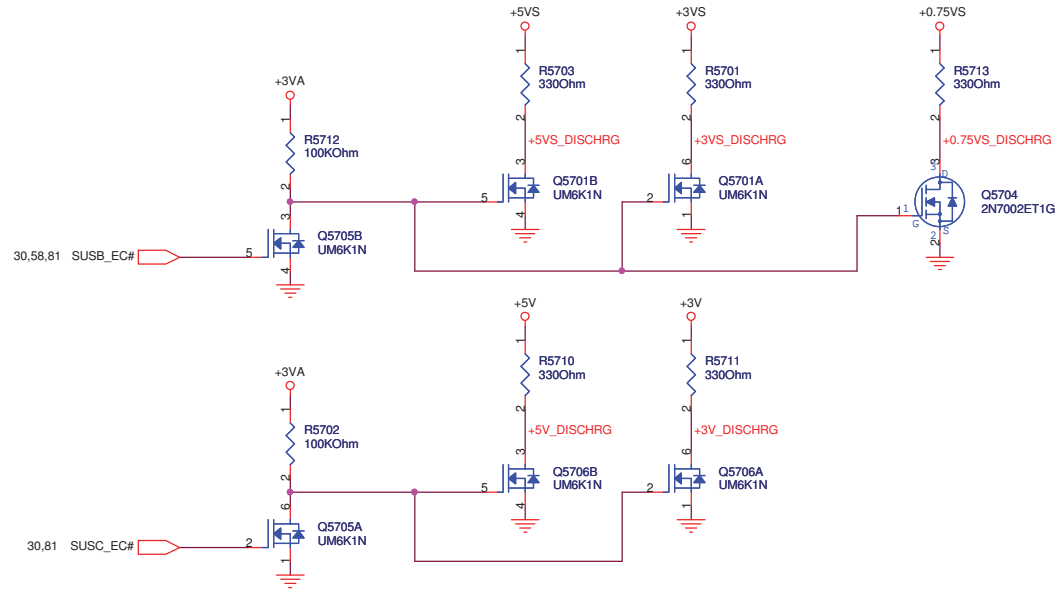 +5VS
+3VS
+0.75VS
1
R5703
330Ohm
2
+5VS_DISCHRG
1
R5701
330Ohm
2
+3VS_DISCHRG
1
R5713
330Ohm
2
+0.75VS_DISCHRG
+3VA
1
R5712
100KOhm
2
3
Q5705B
UM6K1N
5
4
30,58,81 SUSB_EC#
3
Q5701B
UM6K1N
5
4
6
Q5701A
UM6K1N
2
1
3
3 D
Q5704
2N7002ET1G
1 1
G
2 S
2
+5V
+3V
1
R5710
330Ohm
2
+5V_DISCHRG
1
R5711
330Ohm
2
+3V_DISCHRG
+3VA
1
R5702
100KOhm
2
6
Q5705A
UM6K1N
2
1
30,81 SUSC_EC#
3
Q5706B
UM6K1N
5
4
6
Q5706A
UM6K1N
2
1